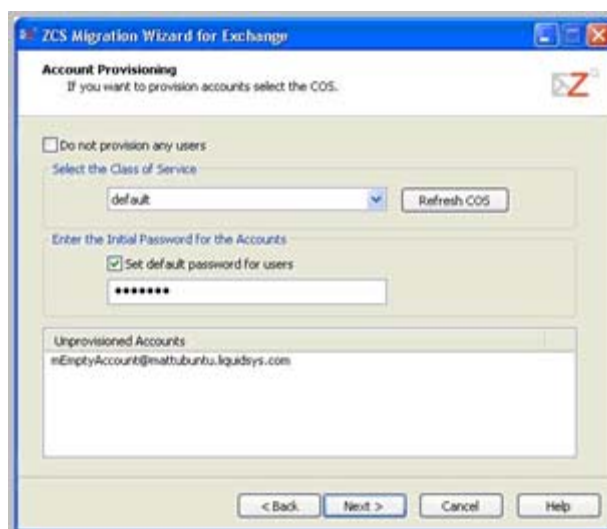 ZCS Migration Wizard for Exchange
Account Provisioning
If you want to provision accounts select the COS.
Z
Do not provision any users
Select the Class of Service
default
Refresh COS
Enter the Initial Password for the Accounts
Set default password for users
•••••••
Unprovisioned Accounts
mEmptyAccount@mattubuntu.liquidsys.com
< Back Next > Cancel Help